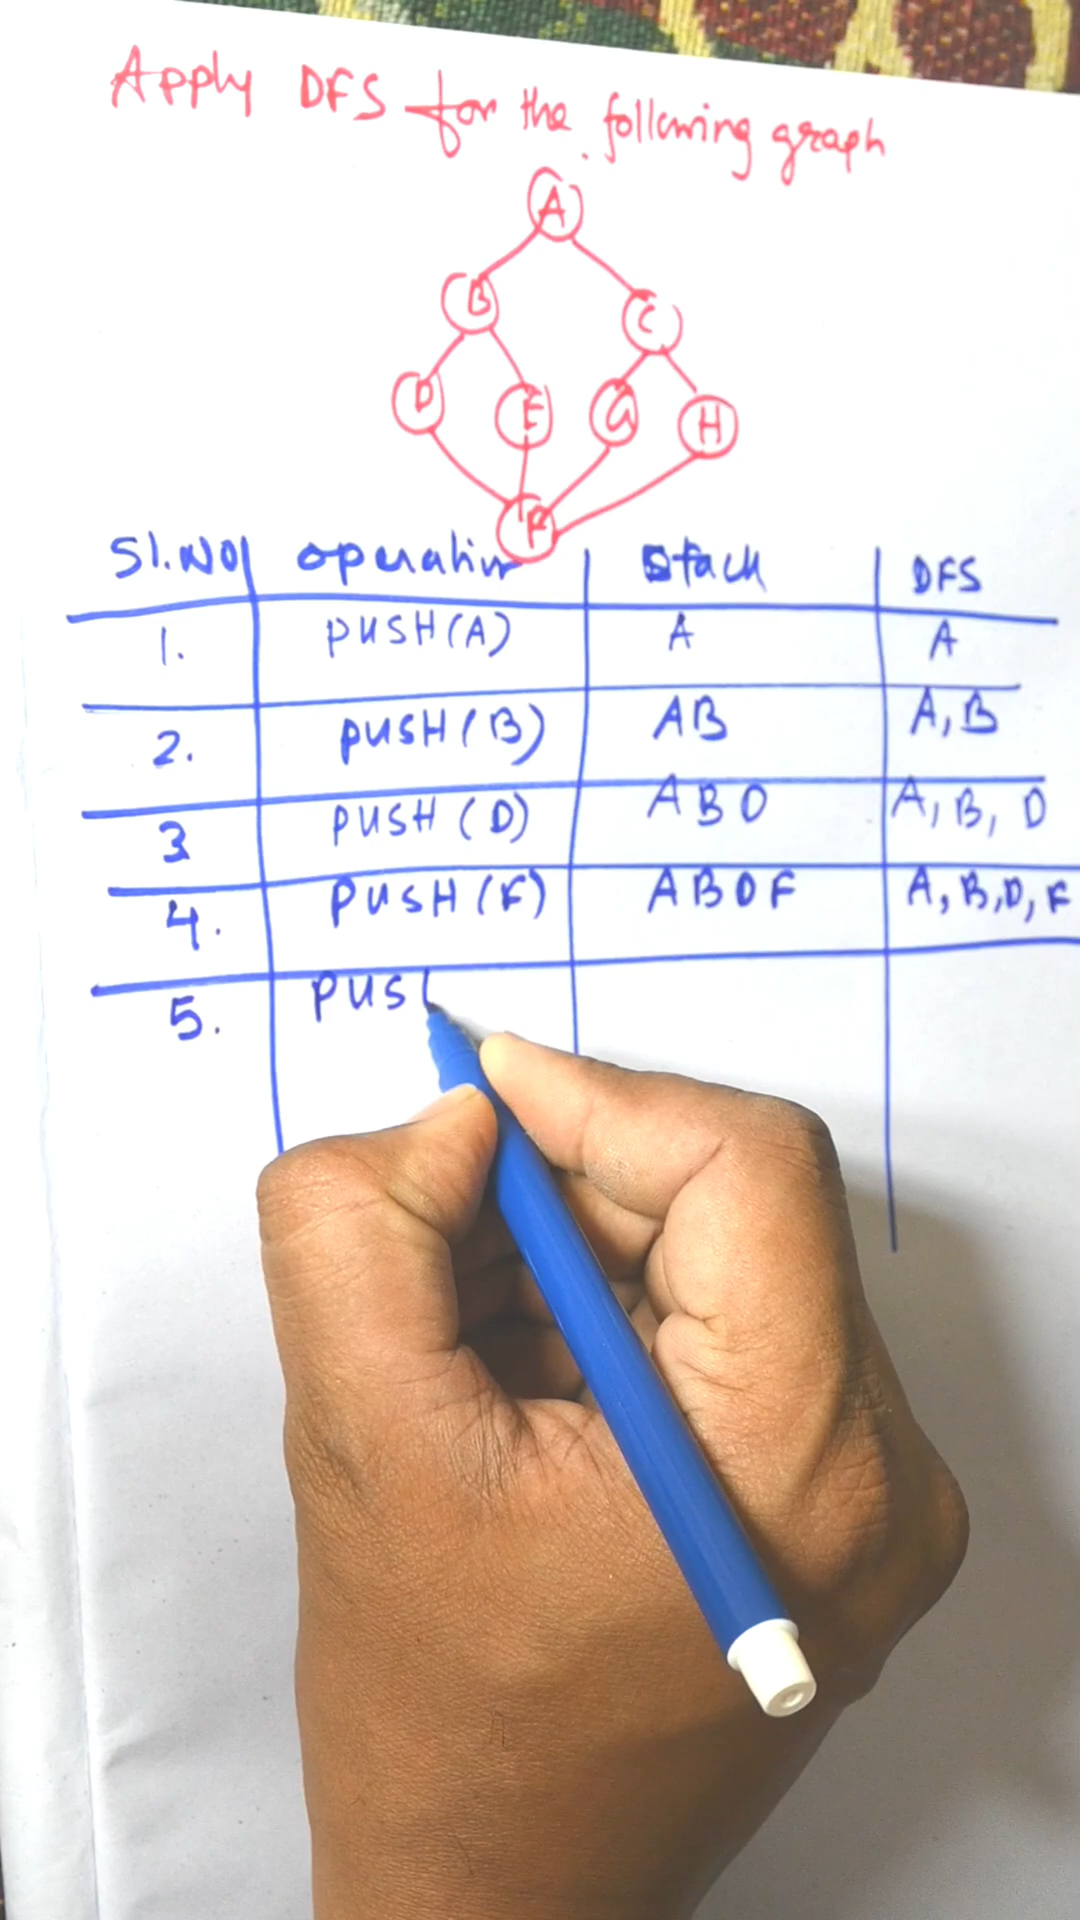 Apply DFS for the following graph
A
B C
D E G H
F
Sl.NO operation Stack DFS
1. PUSH(A) A A
2. PUSH(B) AB A,B
3 PUSH(D) ABD A, B, D
4. PUSH(F) ABDF A, B, D, F
5. PUS